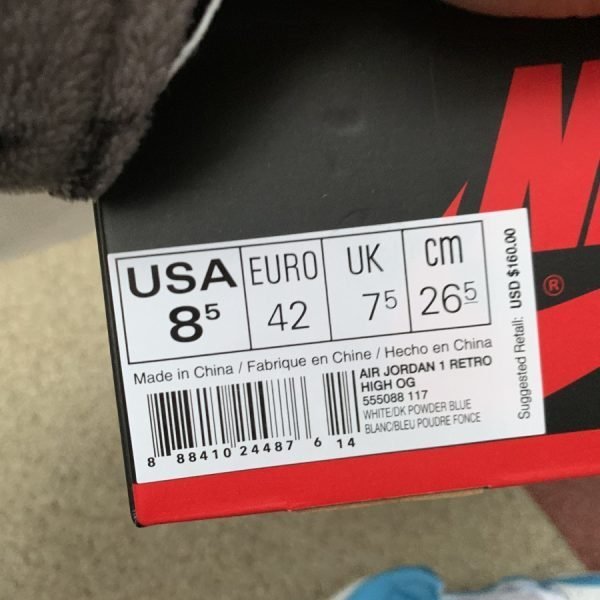 USA EURO UK cm
8⁵ 42 7⁵ 26⁵
Made in China / Fabrique en Chine / Hecho en China
AIR JORDAN 1 RETRO
HIGH OG
555088 117
WHITE/DK POWDER BLUE
BLANC/BLEU POUDRE FONCE
8 88410 24487 6 14
Suggested Retail: USD $160.00
®